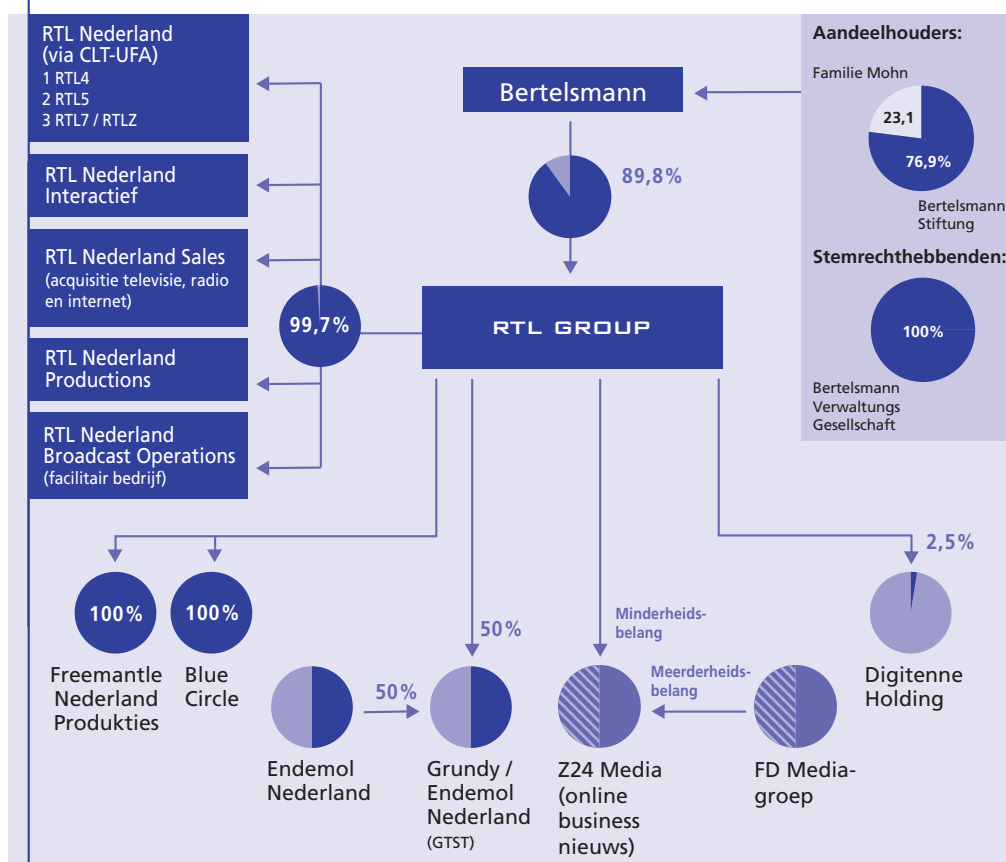 RTL Nederland
(via CLT-UFA)
1 RTL4
2 RTL5
3 RTL7 / RTLZ
RTL Nederland
Interactief
RTL Nederland Sales
(acquisitie televisie, radio
en internet)
RTL Nederland
Productions
RTL Nederland
Broadcast Operations
(facilitair bedrijf)
99,7%
Bertelsmann
89,8%
RTL GROUP
Aandeelhouders:
Familie Mohn
23,1
76,9%
Bertelsmann
Stiftung
Stemrechthebbenden:
100%
Bertelsmann
Verwaltungs
Gesellschaft
100%
Freemantle
Nederland
Produkties
100%
Blue
Circle
Endemol
Nederland
50%
50%
Grundy /
Endemol
Nederland
(GTST)
Minderheids-
belang
Z24 Media
(online
business
nieuws)
Meerderheids-
belang
FD Media-
groep
2,5%
Digitenne
Holding